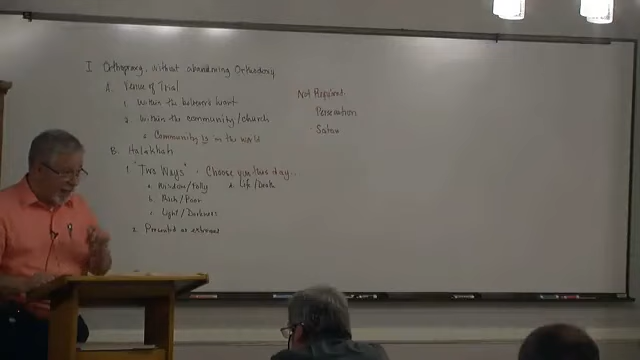 I Orthopraxy, without abandoning Orthodoxy
A. Venue of Trial
1. Within the believer's heart
2. Within the community/church
a. Community is in the world
B. Halakhah
1. "Two Ways" - Choose you this day...
a. Wisdom/Folly d. Life/Death
b. Rich/Poor
c. Light/Darkness
2. Presented as
Not Required:
Persecution
Satan